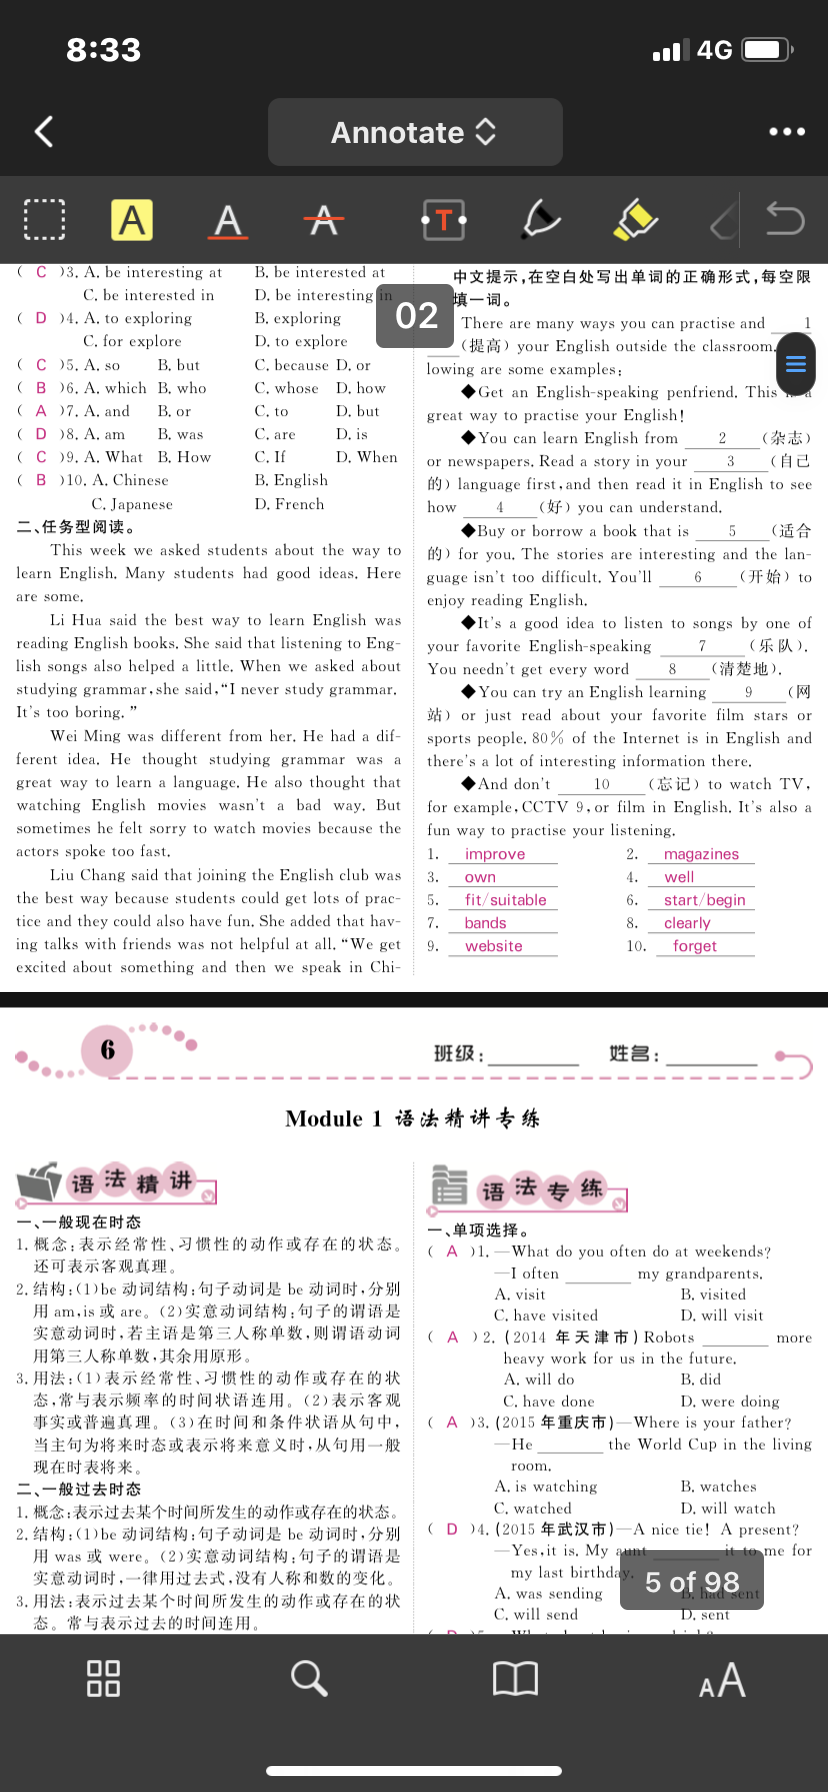 8:33
4G
Annotate
A A A T
( C )3. A. be interesting at B. be interested at
C. be interested in D. be interesting in
( D )4. A. to exploring B. exploring
C. for explore D. to explore
( C )5. A. so B. but C. because D. or
( B )6. A. which B. who C. whose D. how
( A )7. A. and B. or C. to D. but
( D )8. A. am B. was C. are D. is
( C )9. A. What B. How C. If D. When
( B )10. A. Chinese B. English
C. Japanese D. French
二、任务型阅读。
This week we asked students about the way to
learn English. Many students had good ideas. Here
are some.
Li Hua said the best way to learn English was
reading English books. She said that listening to Eng-
lish songs also helped a little. When we asked about
studying grammar, she said, “I never study grammar.
It's too boring.”
Wei Ming was different from her. He had a dif-
ferent idea. He thought studying grammar was a
great way to learn a language. He also thought that
watching English movies wasn't a bad way. But
sometimes he felt sorry to watch movies because the
actors spoke too fast.
Liu Chang said that joining the English club was
the best way because students could get lots of prac-
tice and they could also have fun. She added that hav-
ing talks with friends was not helpful at all. “We get
excited about something and then we speak in Chi-
02
中文提示,在空白处写出单词的正确形式,每空限
填一词。
There are many ways you can practise and 1
(提高) your English outside the classroom.
lowing are some examples:
◆Get an English-speaking penfriend. This a
great way to practise your English!
◆You can learn English from 2 (杂志)
or newspapers. Read a story in your 3 (自己
的) language first, and then read it in English to see
how 4 (好) you can understand.
◆Buy or borrow a book that is 5 (适合
的) for you. The stories are interesting and the lan-
guage isn't too difficult. You'll 6 (开始) to
enjoy reading English.
◆It's a good idea to listen to songs by one of
your favorite English-speaking 7 (乐队).
You needn't get every word 8 (清楚地).
◆You can try an English learning 9 (网
站) or just read about your favorite film stars or
sports people. 80% of the Internet is in English and
there's a lot of interesting information there.
◆And don't 10 (忘记) to watch TV,
for example, CCTV 9, or film in English. It's also a
fun way to practise your listening.
1. improve 2. magazines
3. own 4. well
5. fit/suitable 6. start/begin
7. bands 8. clearly
9. website 10. forget
6
班级: 姓名:
Module 1 语法精讲专练
语法精讲
一、一般现在时态
1. 概念:表示经常性、习惯性的动作或存在的状态。
还可表示客观真理。
2. 结构:(1)be 动词结构:句子动词是 be 动词时,分别
用 am,is 或 are。(2)实意动词结构:句子的谓语是
实意动词时,若主语是第三人称单数,则谓语动词
用第三人称单数,其余用原形。
3. 用法:(1)表示经常性、习惯性的动作或存在的状
态,常与表示频率的时间状语连用。(2)表示客观
事实或普遍真理。(3)在时间和条件状语从句中,
当主句为将来时态或表示将来意义时,从句用一般
现在时表将来。
二、一般过去时态
1. 概念:表示过去某个时间所发生的动作或存在的状态。
2. 结构:(1)be 动词结构:句子动词是 be 动词时,分别
用 was 或 were。(2)实意动词结构:句子的谓语是
实意动词时,一律用过去式,没有人称和数的变化。
3. 用法:表示过去某个时间所发生的动作或存在的状
态。常与表示过去的时间连用。
语法专练
一、单项选择。
( A )1. —What do you often do at weekends?
—I often my grandparents.
A. visit B. visited
C. have visited D. will visit
( A )2. (2014 年天津市) Robots more
heavy work for us in the future.
A. will do B. did
C. have done D. were doing
( A )3. (2015 年重庆市) —Where is your father?
—He the World Cup in the living
room.
A. is watching B. watches
C. watched D. will watch
( D )4. (2015 年武汉市) —A nice tie! A present?
—Yes, it is. My aunt it to me for
my last birthday.
A. was sending B. had sent
C. will send D. sent
5 of 98
AA